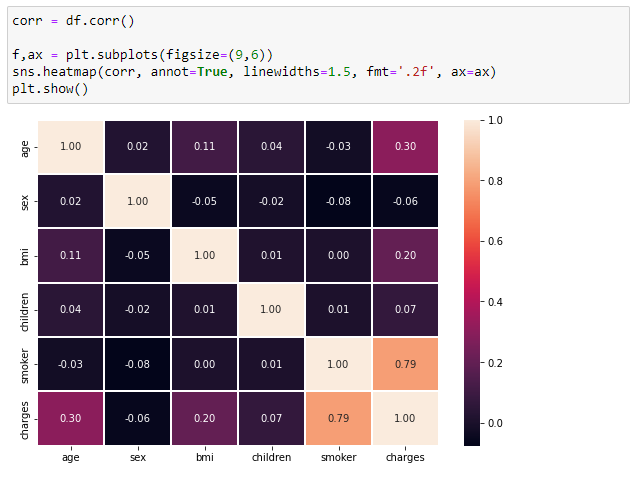 corr = df.corr()
f,ax = plt.subplots(figsize=(9,6))
sns.heatmap(corr, annot=True, linewidths=1.5, fmt='.2f', ax=ax)
plt.show()
1.0
age 1.00 0.02 0.11 0.04 -0.03 0.30
0.8
sex 0.02 1.00 -0.05 -0.02 -0.08 -0.06
0.6
bmi 0.11 -0.05 1.00 0.01 0.00 0.20
0.4
children 0.04 -0.02 0.01 1.00 0.01 0.07
0.2
smoker -0.03 -0.08 0.00 0.01 1.00 0.79
charges 0.30 -0.06 0.20 0.07 0.79 1.00
0.0
age sex bmi children smoker charges